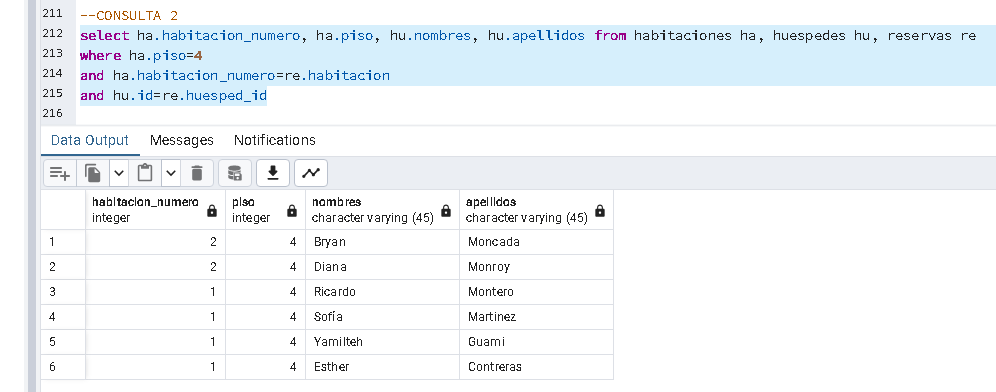 211
212
213
214
215
216
--CONSULTA 2
select ha.habitacion_numero, ha.piso, hu.nombres, hu.apellidos from habitaciones ha, huespedes hu, reservas re
where ha.piso=4
and ha.habitacion_numero=re.habitacion
and hu.id=re.huesped_id
Data Output Messages Notifications
habitacion_numero piso nombres apellidos
integer integer character varying (45) character varying (45)
1 2 4 Bryan Moncada
2 2 4 Diana Monroy
3 1 4 Ricardo Montero
4 1 4 Sofía Martinez
5 1 4 Yamilteh Guami
6 1 4 Esther Contreras